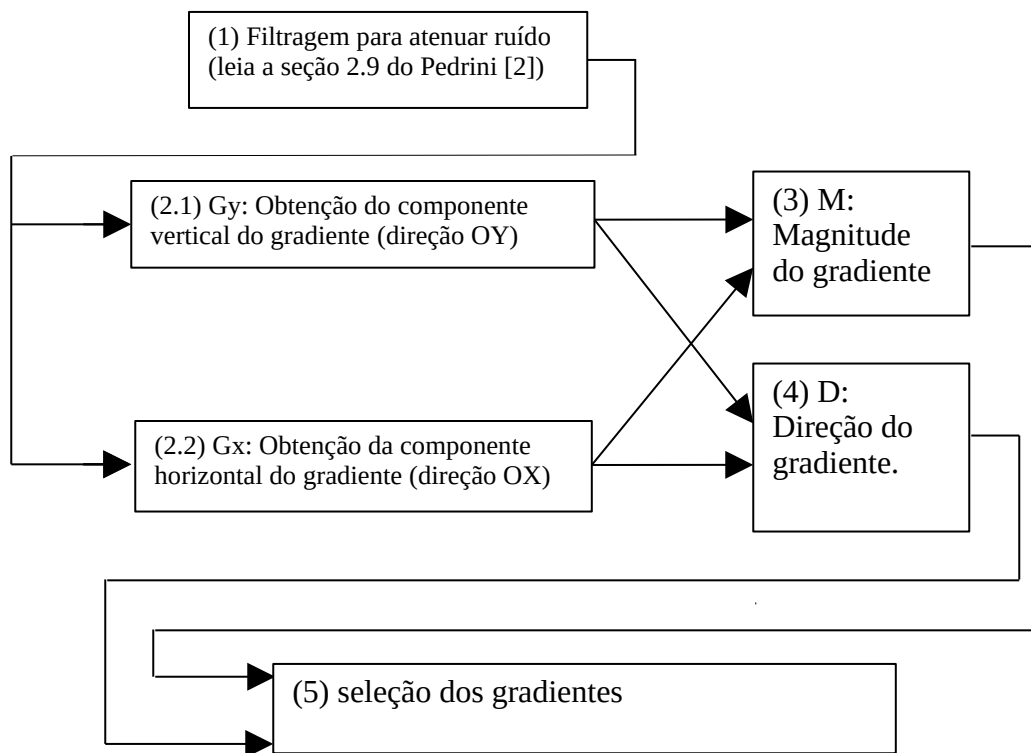 (1) Filtragem para atenuar ruído
(leia a seção 2.9 do Pedrini [2])
(2.1) Gy: Obtenção do componente
vertical do gradiente (direção OY)
(3) M:
Magnitude
do gradiente
(2.2) Gx: Obtenção da componente
horizontal do gradiente (direção OX)
(4) D:
Direção do
gradiente.
(5) seleção dos gradientes